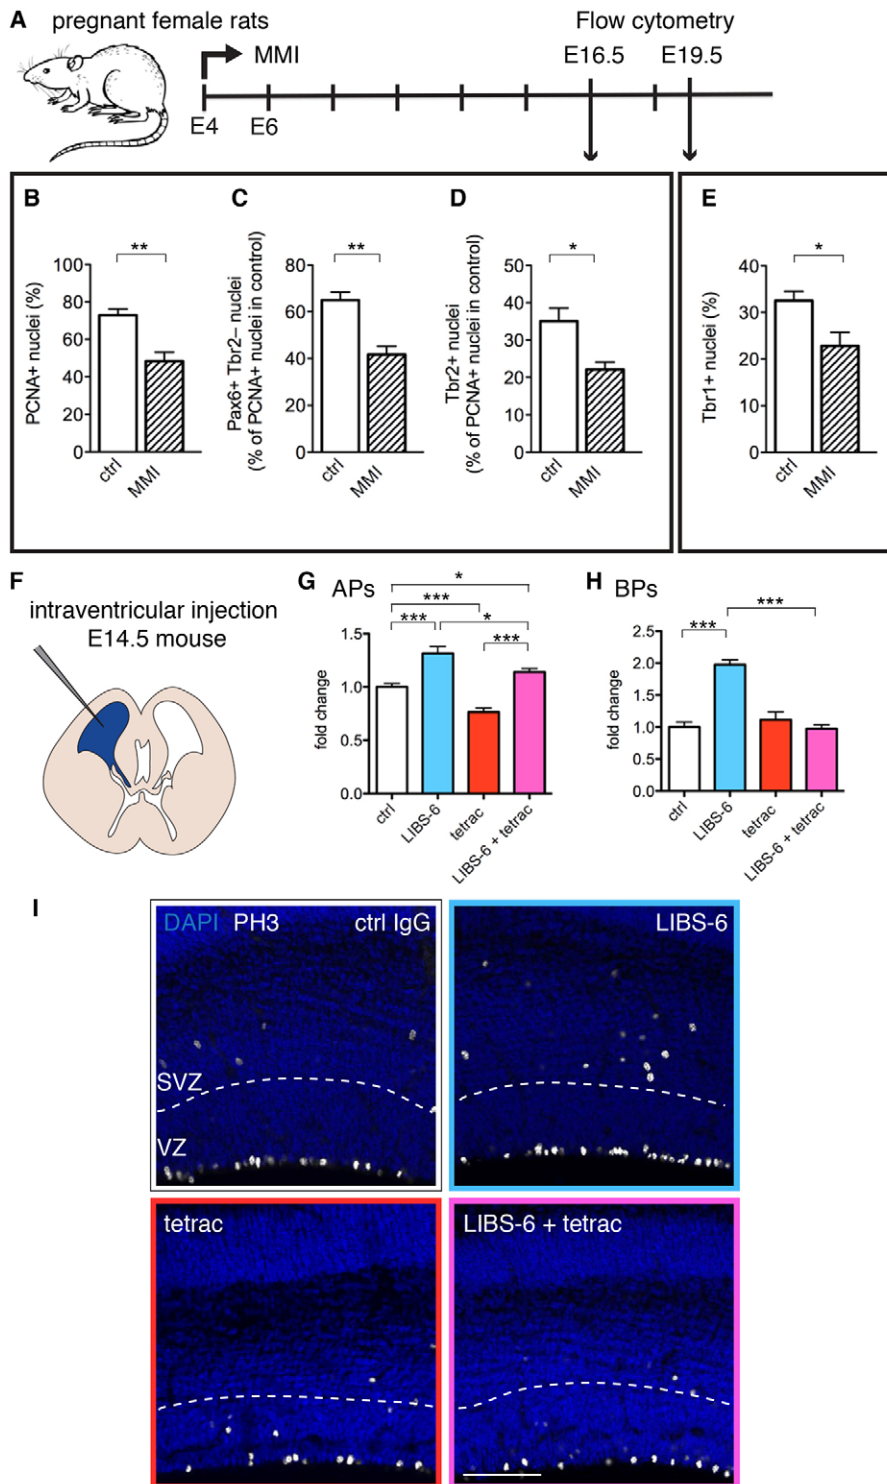 A
pregnant female rats
MMI
Flow cytometry
E16.5 E19.5
E4 E6
B
PCNA+ nuclei (%)
100
80
60
40
20
0
**
ctrl
MMI
C
Pax6+ Tbr2– nuclei
(% of PCNA+ nuclei in control)
80
60
40
60
0
**
ctrl
MMI
D
Tbr2+ nuclei
(% of PCNA+ nuclei in control)
50
40
30
20
10
0
*
ctrl
MMI
E
Tbr1+ nuclei (%)
40
30
20
10
0
*
ctrl
MMI
F
intraventricular injection
E14.5 mouse
G APs
*
***
*** *
***
fold change
1.5
1.0
0.5
0.0
ctrl
LIBS-6
tetrac
LIBS-6 + tetrac
H BPs
***
***
fold change
2.5
2.0
1.5
1.0
0.5
0.0
ctrl
LIBS-6
tetrac
LIBS-6 + tetrac
I
DAPI PH3 ctrl IgG
SVZ
VZ
LIBS-6
tetrac
LIBS-6 + tetrac